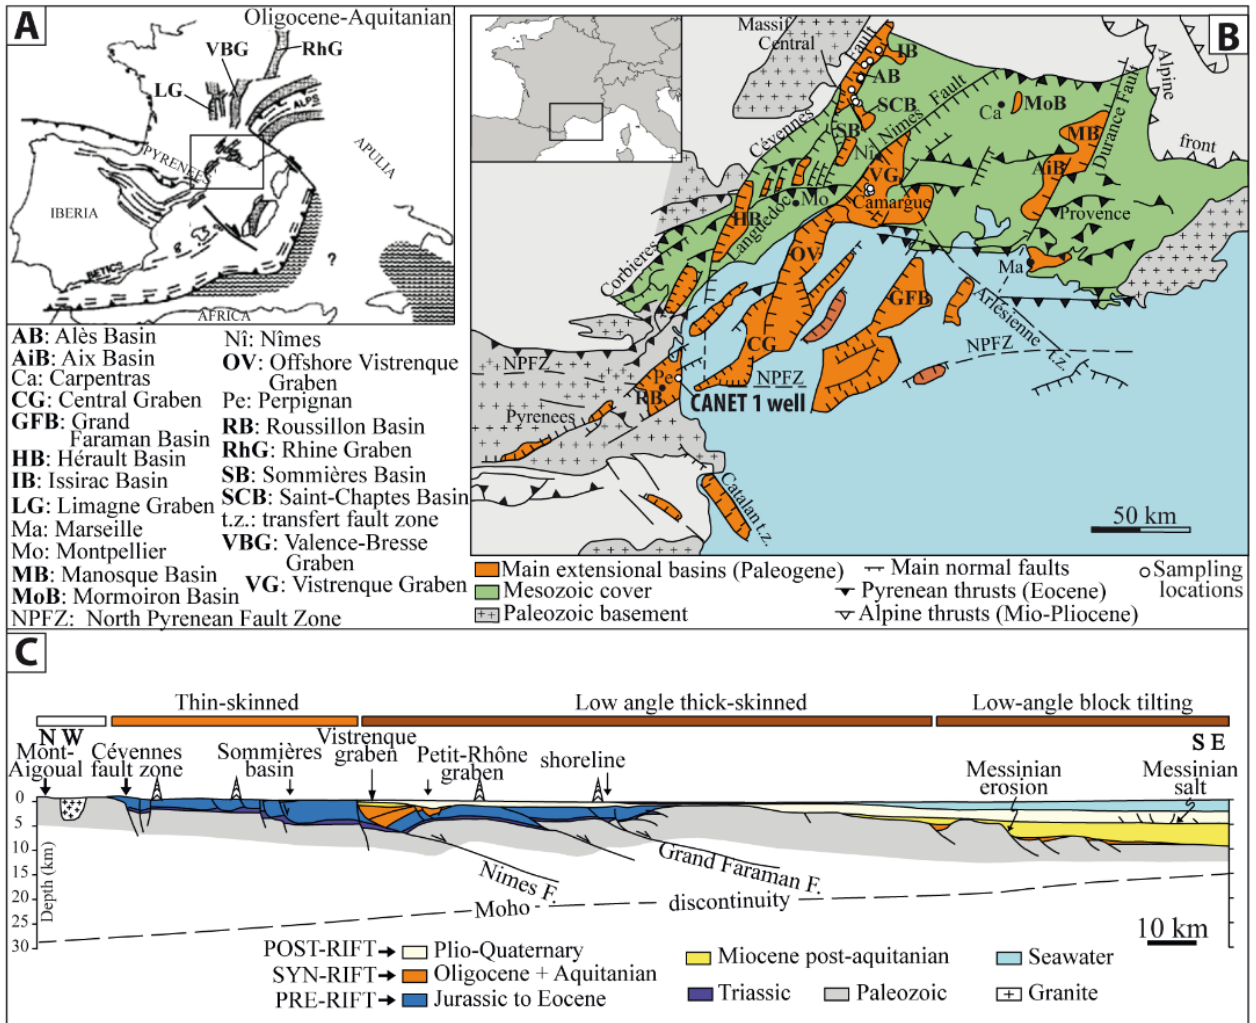 A
Oligocene-Aquitanian
VBG
RhG
LG
ALPS
PYRENEES
APULIA
IBERIA
BETICS
?
AFRICA
AB: Alès Basin
AiB: Aix Basin
Ca: Carpentras
CG: Central Graben
GFB: Grand
Faraman Basin
HB: Hérault Basin
IB: Issirac Basin
LG: Limagne Graben
Ma: Marseille
Mo: Montpellier
MB: Manosque Basin
MoB: Mormoiron Basin
NPFZ: North Pyrenean Fault Zone
Nî: Nîmes
OV: Offshore Vistrenque
Graben
Pe: Perpignan
RB: Roussillon Basin
RhG: Rhine Graben
SB: Sommières Basin
SCB: Saint-Chaptes Basin
t.z.: transfert fault zone
VBG: Valence-Bresse
Graben
VG: Vistrenque Graben
B
Massif
Central
Fault
IB
AB
SCB
Cévennes
SB
Nîmes Fault
Ca
MoB
MB
Durance Fault
Alpine
front
Nî
VG
AiB
Camargue
Provence
Mo
HB
Languedoc
Corbieres
OV
Ma
GFB
Arlésienne t.z.
CG
NPFZ
NPFZ
NPFZ
Pe
RB
CANET 1 well
Pyrenees
Catalan t.z.
50 km
Main extensional basins (Paleogene)
Mesozoic cover
Paleozoic basement
Main normal faults
Pyrenean thrusts (Eocene)
Alpine thrusts (Mio-Pliocene)
Sampling
locations
C
Thin-skinned
Low angle thick-skinned
Low-angle block tilting
N W
S E
Mont-
Aigoual
Cévennes
fault zone
Sommières
basin
Vistrenque
graben
Petit-Rhône
graben
shoreline
Messinian
erosion
Messinian
salt
0
5
10
15
20
25
30
Depth (km)
Nimes F.
Grand Faraman F.
Moho
discontinuity
10 km
POST-RIFT
Plio-Quaternary
SYN-RIFT
Oligocene + Aquitanian
PRE-RIFT
Jurassic to Eocene
Miocene post-aquitanian
Triassic
Paleozoic
Seawater
Granite